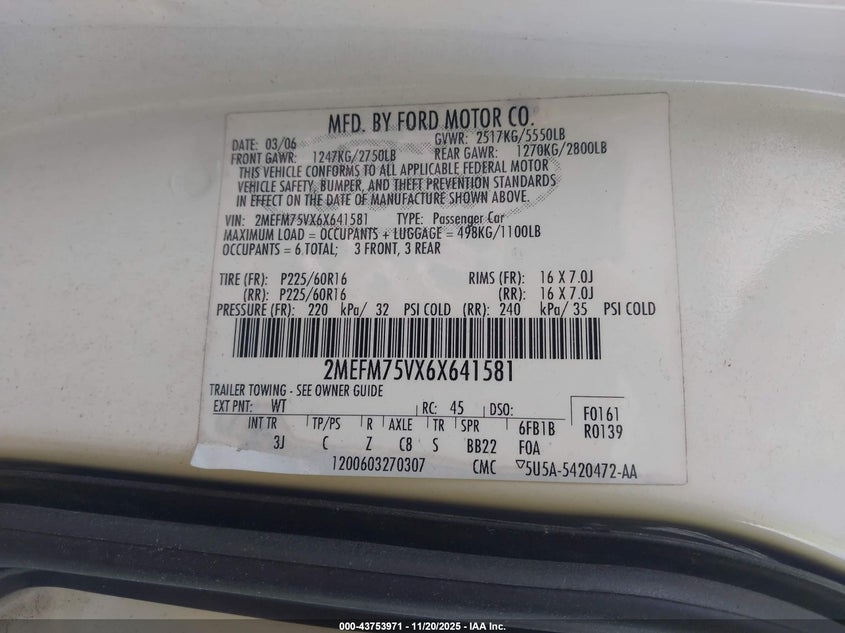 MFD. BY FORD MOTOR CO.
DATE: 03/06 GVWR: 2517KG/5550LB
FRONT GAWR: 1247KG/2750LB REAR GAWR: 1270KG/2800LB
THIS VEHICLE CONFORMS TO ALL APPLICABLE FEDERAL MOTOR
VEHICLE SAFETY, BUMPER, AND THEFT PREVENTION STANDARDS
IN EFFECT ON THE DATE OF MANUFACTURE SHOWN ABOVE.
VIN: 2MEFM75VX6X641581 TYPE: Passenger Car
MAXIMUM LOAD = OCCUPANTS + LUGGAGE = 498KG/1100LB
OCCUPANTS = 6 TOTAL; 3 FRONT, 3 REAR
TIRE (FR): P225/60R16 RIMS (FR): 16 X 7.0J
(RR): P225/60R16 (RR): 16 X 7.0J
PRESSURE (FR): 220 kPa/ 32 PSI COLD (RR): 240 kPa/ 35 PSI COLD
2MEFM75VX6X641581
TRAILER TOWING - SEE OWNER GUIDE
EXT PNT: WT RC: 45 DSO: F0161
INT TR TP/PS R AXLE TR SPR 6FB1B R0139
3J C Z C8 S BB22 F0A
1200603270307 CMC ▽5U5A-5420472-AA
000-43753971 - 11/20/2025 - IAA Inc.